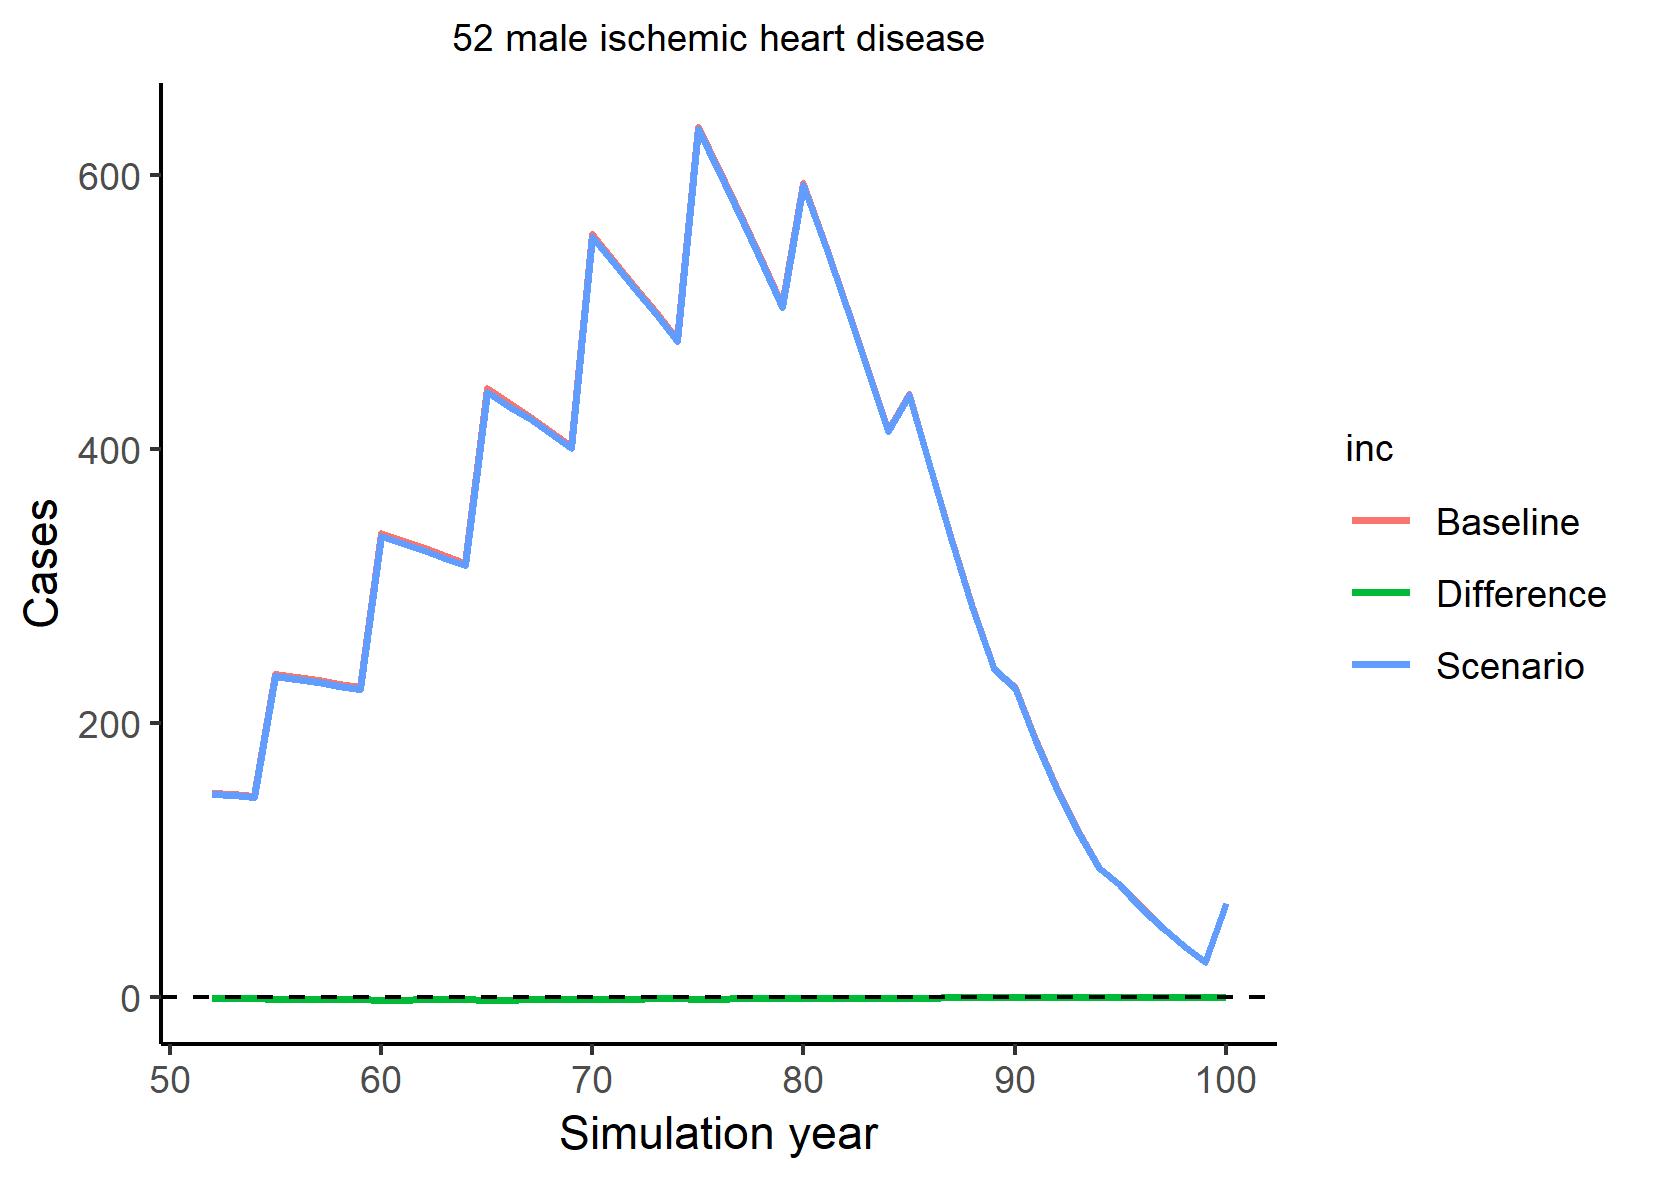 52 male ischemic heart disease
Cases
600
400
200
0
50 60 70 80 90 100
Simulation year
inc
Baseline
Difference
Scenario